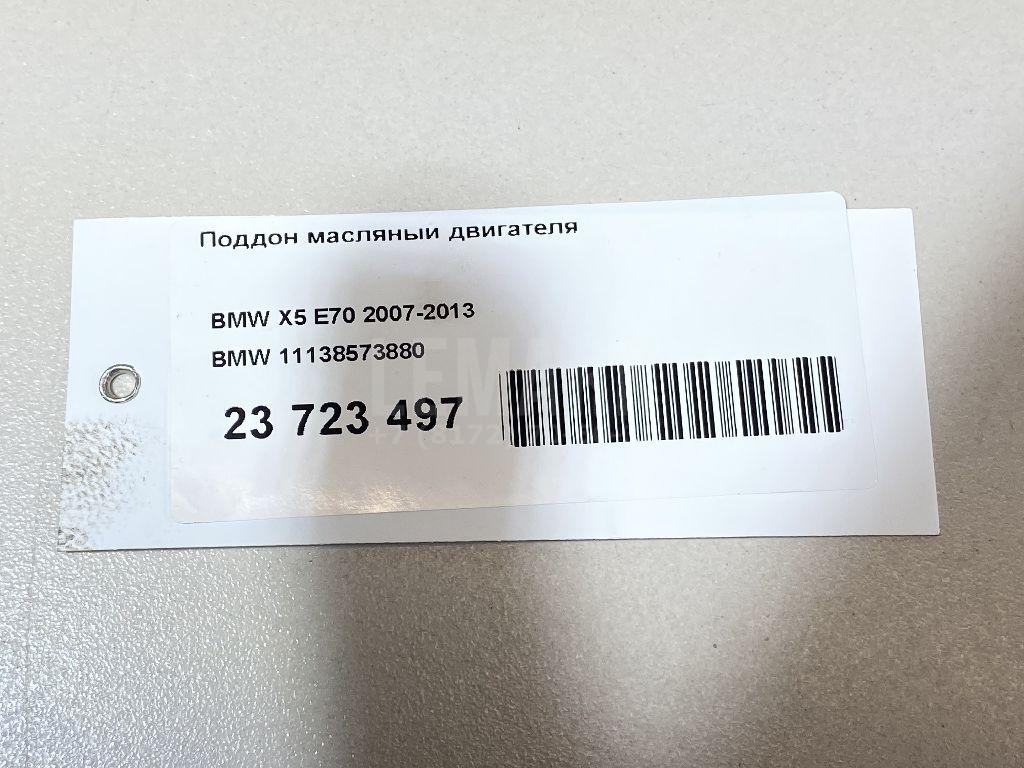 Поддон масляный двигателя
BMW X5 E70 2007-2013
BMW 11138573880
23 723 497